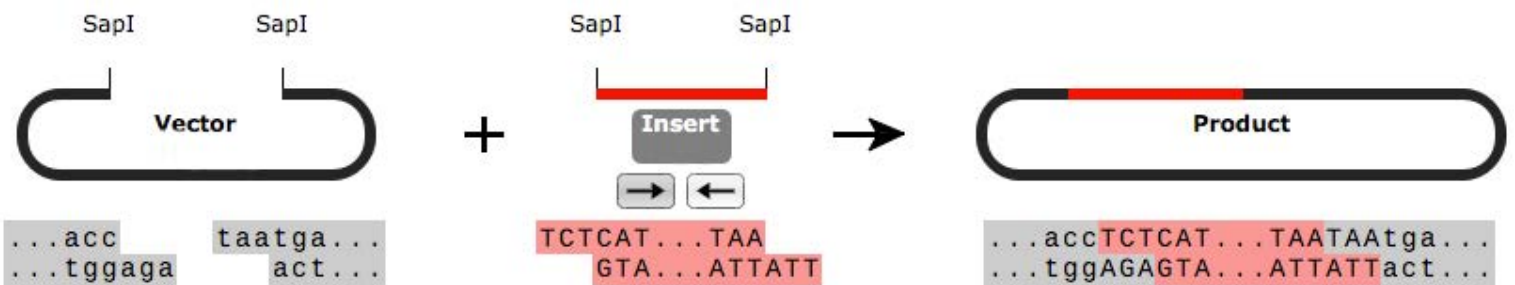 SapI SapI SapI SapI
Vector + Insert → Product
→ ←
...acc taatga... TCTCAT...TAA ...accTCTCAT...TAATAAtga...
...tggaga act... GTA...ATTATT ...tggAGAGTA...ATTATTact...